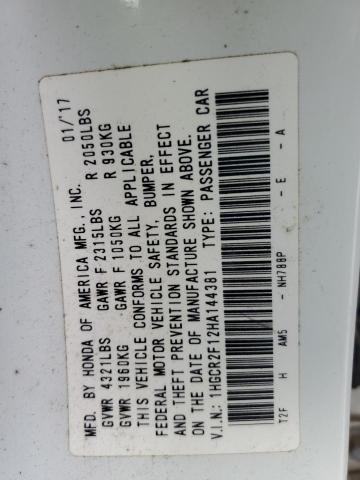 MFD. BY HONDA OF AMERICA MFG., INC. 01/'17
GVWR 4321LBS GAWR F 2315LBS R 2050LBS
GVWR 1960KG GAWR F 1050KG R 930KG
THIS VEHICLE CONFORMS TO ALL APPLICABLE
FEDERAL MOTOR VEHICLE SAFETY, BUMPER,
AND THEFT PREVENTION STANDARDS IN EFFECT
ON THE DATE OF MANUFACTURE SHOWN ABOVE.
V.I.N.: 1HGCR2F12HA144381 TYPE: PASSENGER CAR
T2F H AM5 - NH788P - E - A